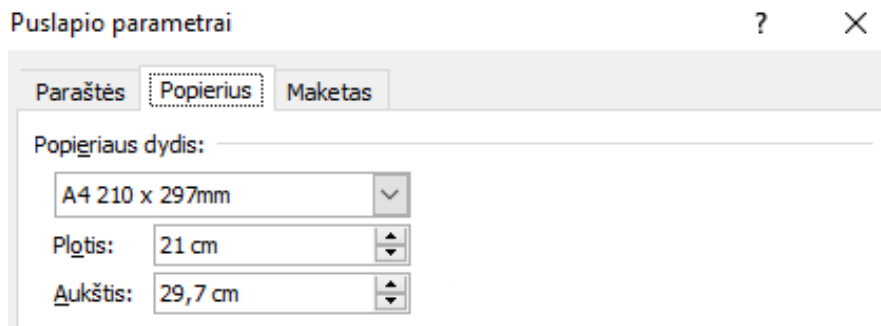 Puslapio parametrai ? ×
Paraštės Popierius Maketas
Popieriaus dydis:
A4 210 x 297mm
Plotis: 21 cm
Aukštis: 29,7 cm